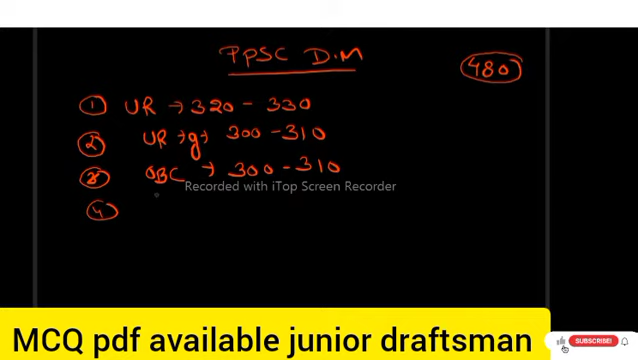 PPSC D.M
480
① UR → 320 - 330
② UR → g → 300 - 310
③ OBC → 300 - 310
Recorded with iTop Screen Recorder
④
MCQ pdf available junior draftsman
SUBSCRIBE!